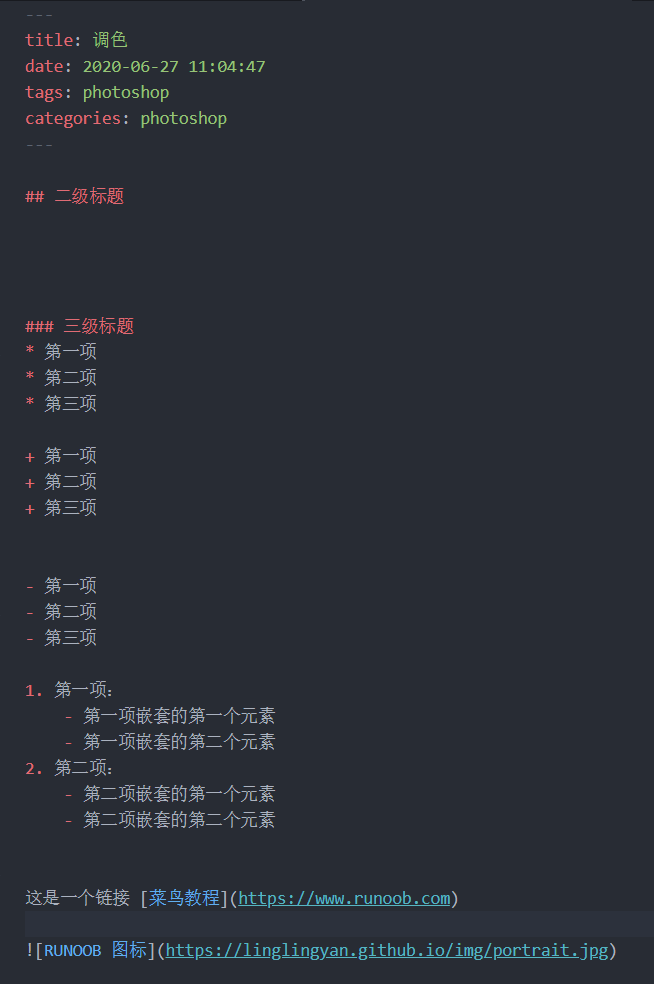 ---
title: 调色
date: 2020-06-27 11:04:47
tags: photoshop
categories: photoshop
---
## 二级标题
### 三级标题
* 第一项
* 第二项
* 第三项
+ 第一项
+ 第二项
+ 第三项
- 第一项
- 第二项
- 第三项
1. 第一项：
- 第一项嵌套的第一个元素
- 第一项嵌套的第二个元素
2. 第二项：
- 第二项嵌套的第一个元素
- 第二项嵌套的第二个元素
这是一个链接 [菜鸟教程](https://www.runoob.com)
![RUNOOB 图标](https://linglingyan.github.io/img/portrait.jpg)